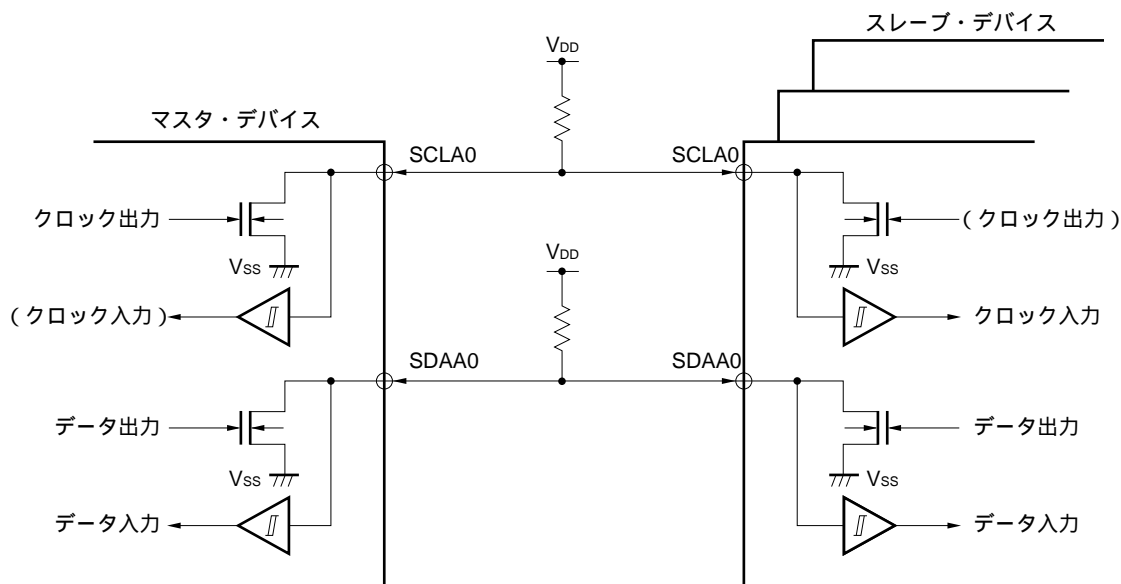 スレーブ・デバイス
VDD
マスタ・デバイス
SCLA0
SCLA0
クロック出力
(クロック出力)
VSS
VSS
VDD
(クロック入力)
クロック入力
SDAA0
SDAA0
データ出力
データ出力
VSS
VSS
データ入力
データ入力